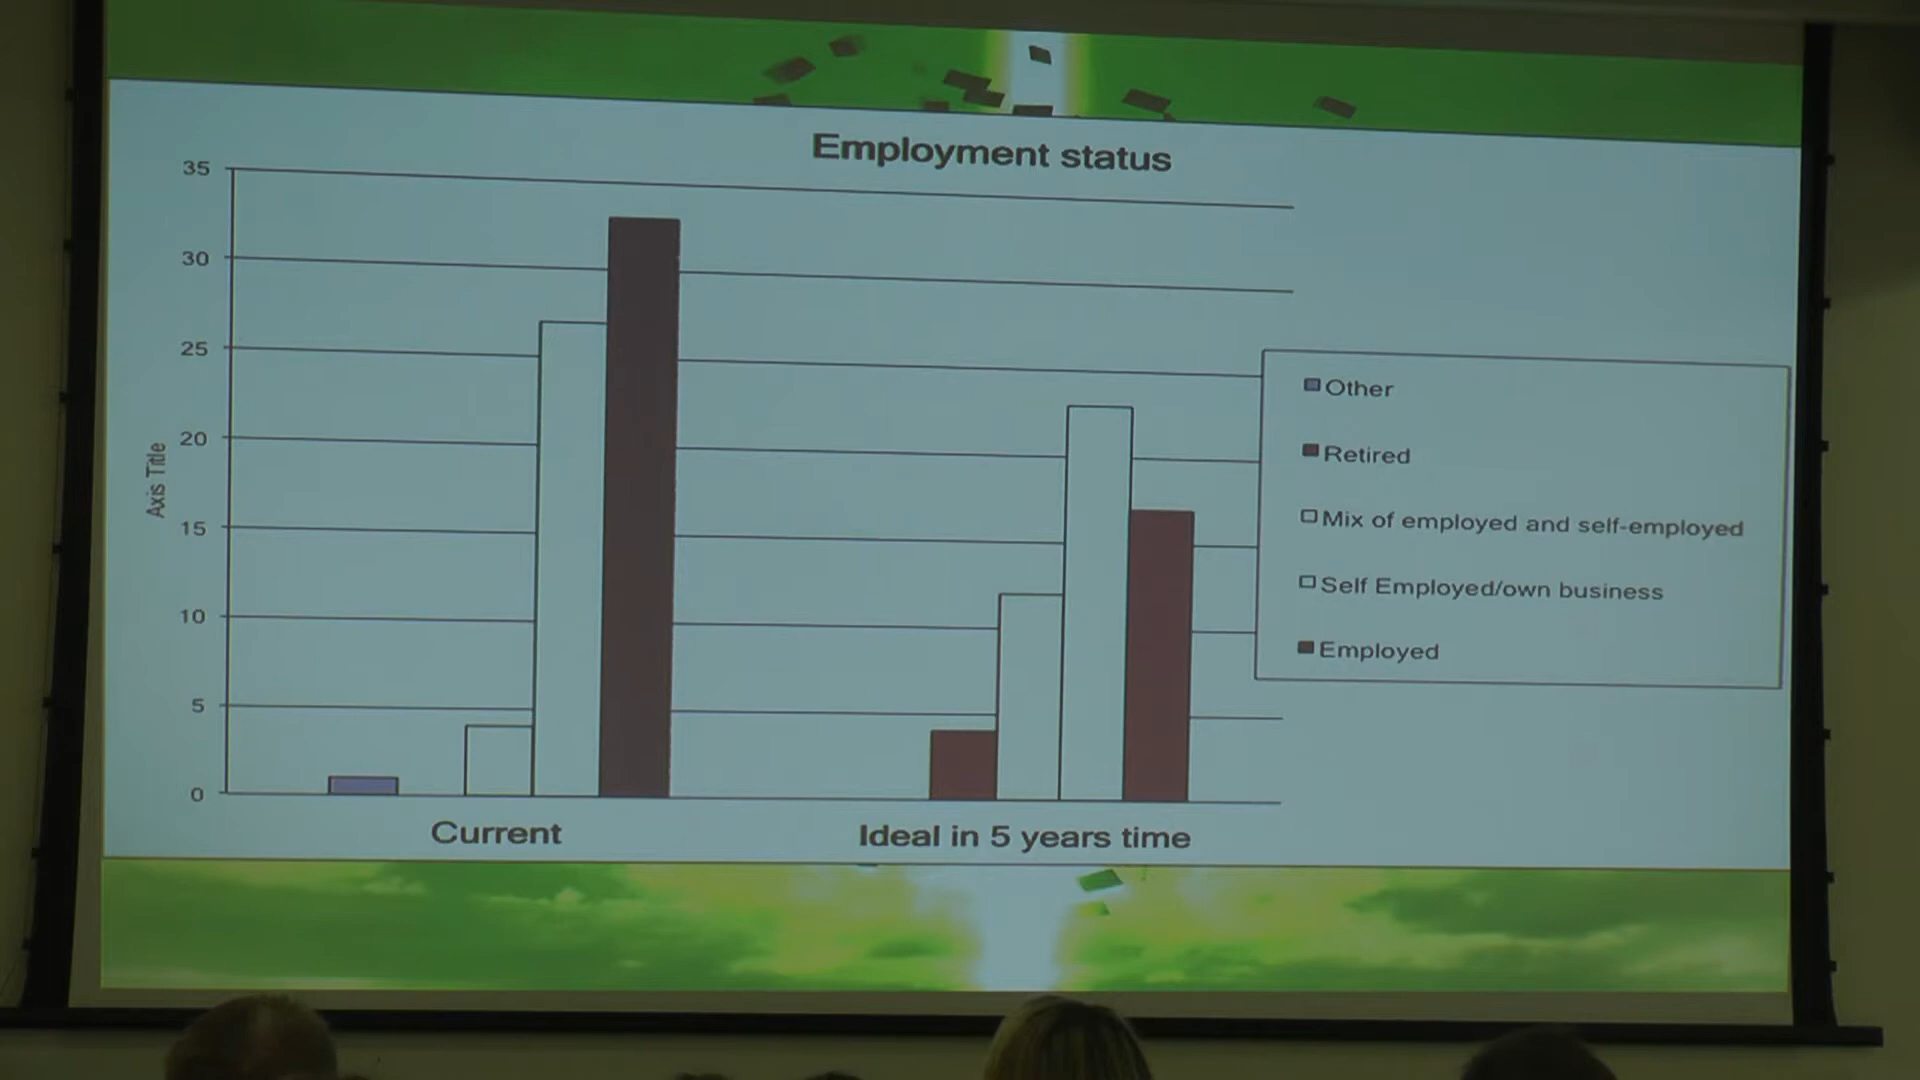 Employment status
35
30
25
20
15
10
5
0
Axis Title
Current
Ideal in 5 years time
Other
Retired
Mix of employed and self-employed
Self Employed/own business
Employed